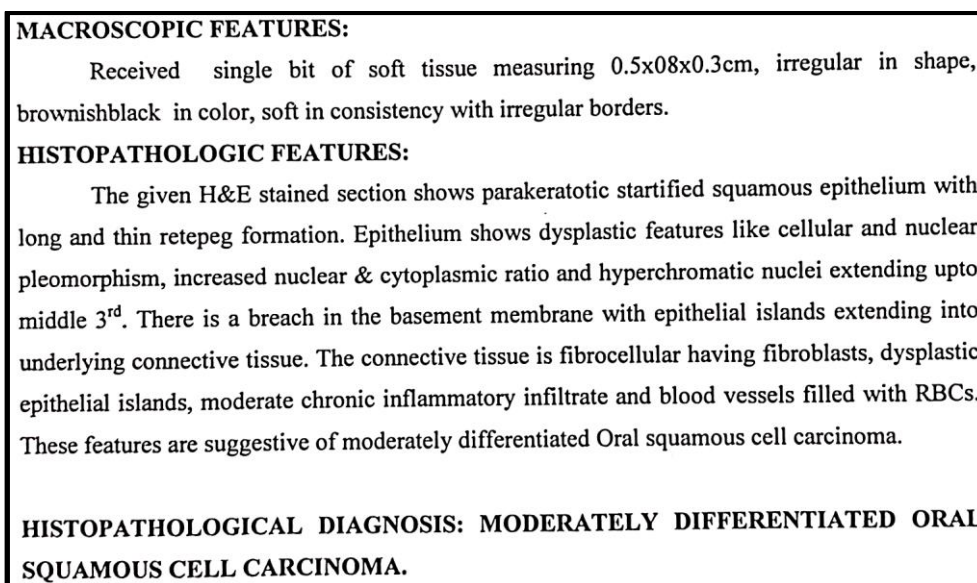 MACROSCOPIC FEATURES:
Received single bit of soft tissue measuring 0.5x08x0.3cm, irregular in shape,
brownishblack in color, soft in consistency with irregular borders.
HISTOPATHOLOGIC FEATURES:
The given H&E stained section shows parakeratotic startified squamous epithelium with
long and thin retepeg formation. Epithelium shows dysplastic features like cellular and nuclear
pleomorphism, increased nuclear & cytoplasmic ratio and hyperchromatic nuclei extending upto
middle 3rd. There is a breach in the basement membrane with epithelial islands extending into
underlying connective tissue. The connective tissue is fibrocellular having fibroblasts, dysplastic
epithelial islands, moderate chronic inflammatory infiltrate and blood vessels filled with RBCs.
These features are suggestive of moderately differentiated Oral squamous cell carcinoma.
HISTOPATHOLOGICAL DIAGNOSIS: MODERATELY DIFFERENTIATED ORAL
SQUAMOUS CELL CARCINOMA.